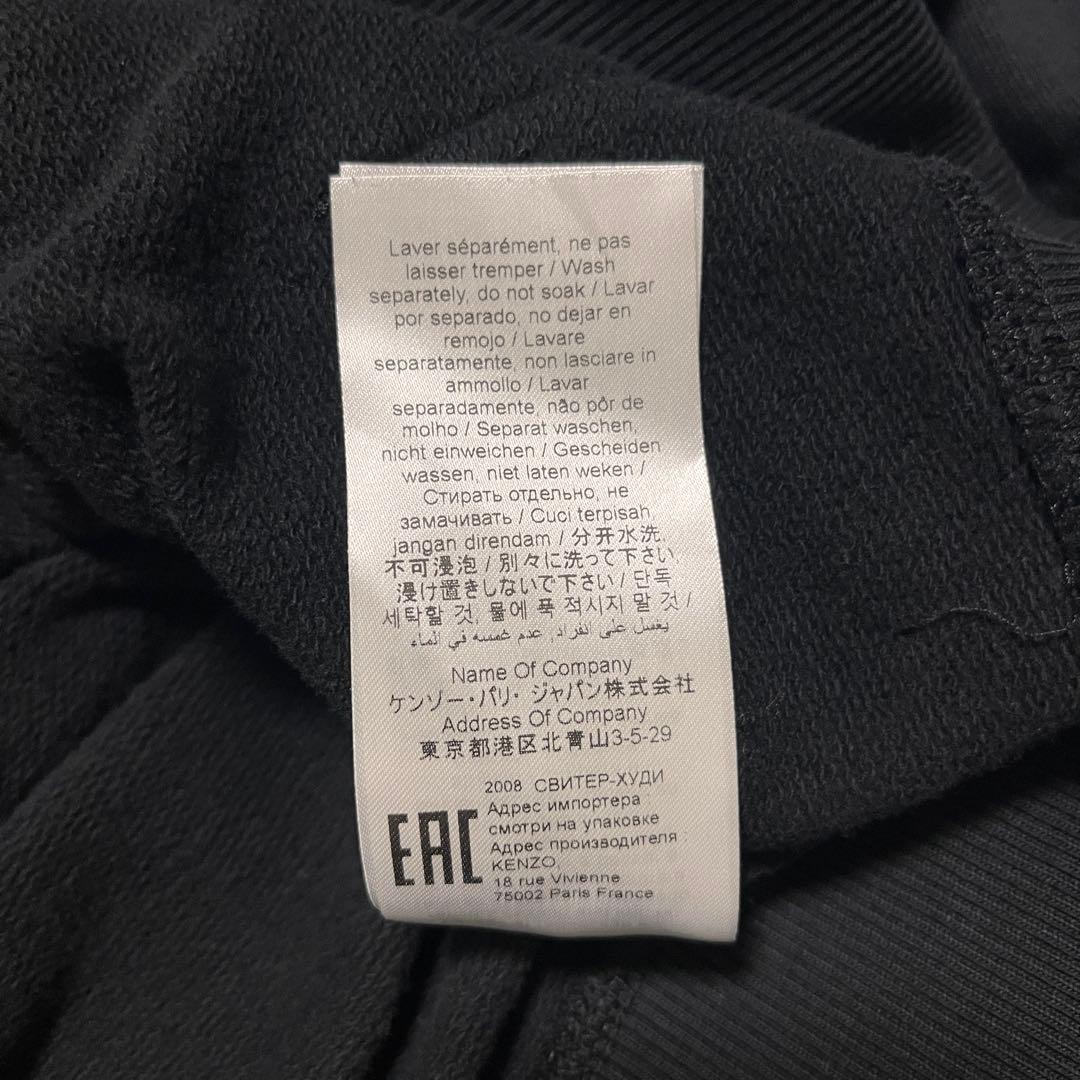 Laver séparément, ne pas
laisser tremper / Wash
separately, do not soak / Lavar
por separado, no dejar en
remojo / Lavare
separatamente, non lasciare in
ammollo / Lavar
separadamente, não pôr de
molho / Separat waschen,
nicht einweichen / Gescheiden
wassen, niet laten weken /
Стирать отдельно, не
замачивать / Cuci terpisah,
jangan direndam / 分开水洗,
不可浸泡 / 別々に洗って下さい,
浸け置きしないで下さい / 단독
세탁할 것, 물에 푹 적시지 말 것 /
يغسل على انفراد, عدم غمسه في الماء
Name Of Company
ケンゾー・パリ・ジャパン株式会社
Address Of Company
東京都港区北青山3-5-29
2008 СВИТЕР-ХУДИ
Адрес импортера :
смотри на упаковке
Адрес производителя :
KENZO,
18 rue Vivienne
75002 Paris France
EAC